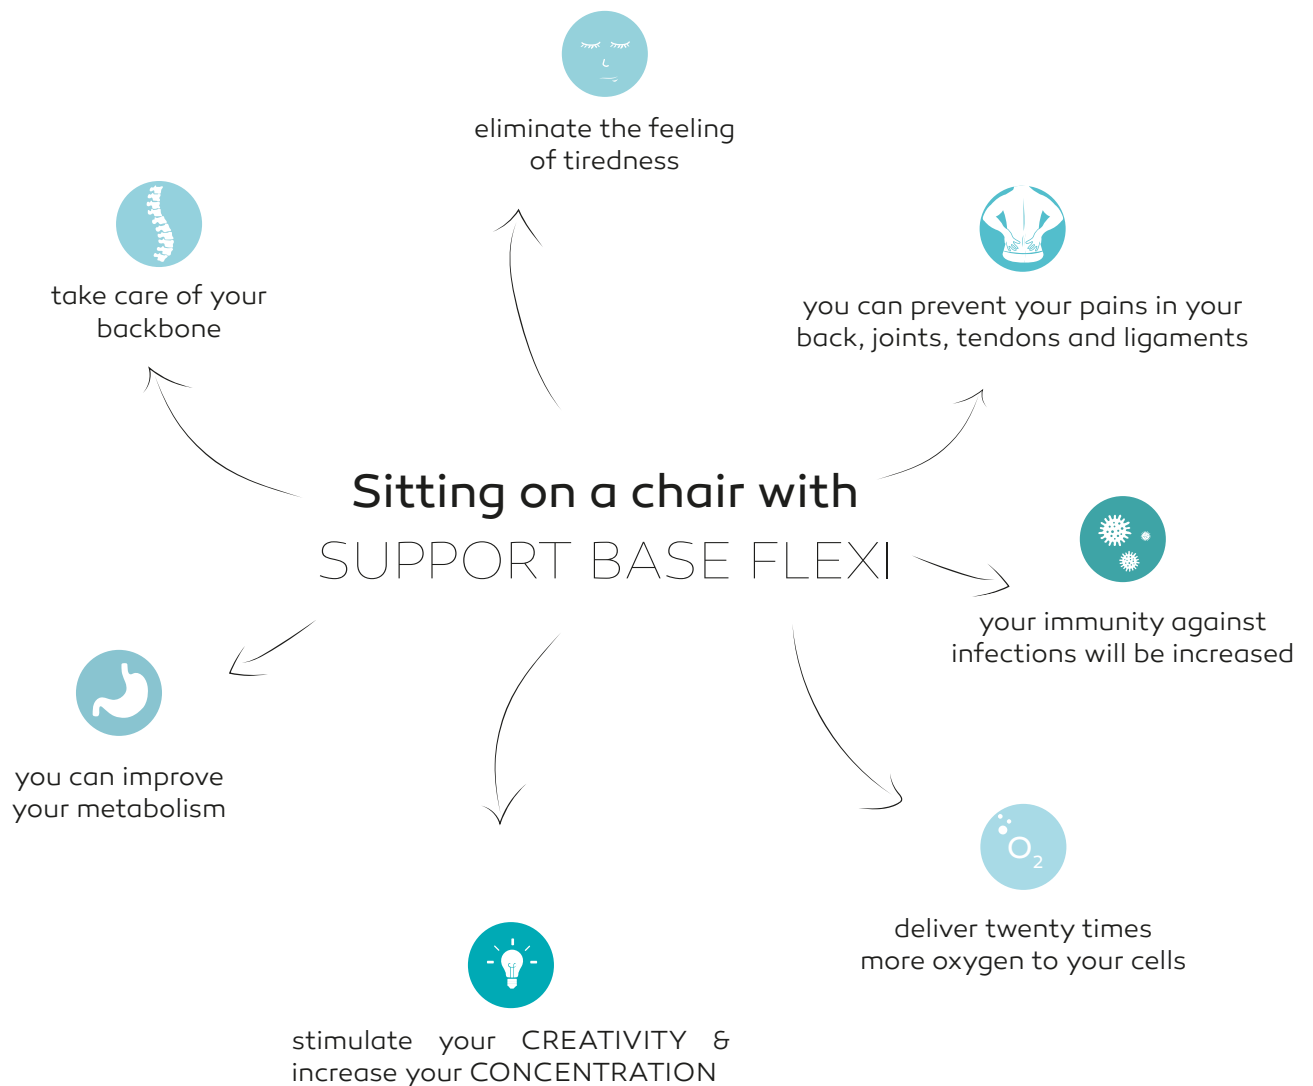 eliminate the feeling
of tiredness
take care of your
backbone
you can prevent your pains in your
back, joints, tendons and ligaments
Sitting on a chair with
SUPPORT BASE FLEXI
your immunity against
infections will be increased
you can improve
your metabolism
O₂
deliver twenty times
more oxygen to your cells
stimulate your CREATIVITY &
increase your CONCENTRATION